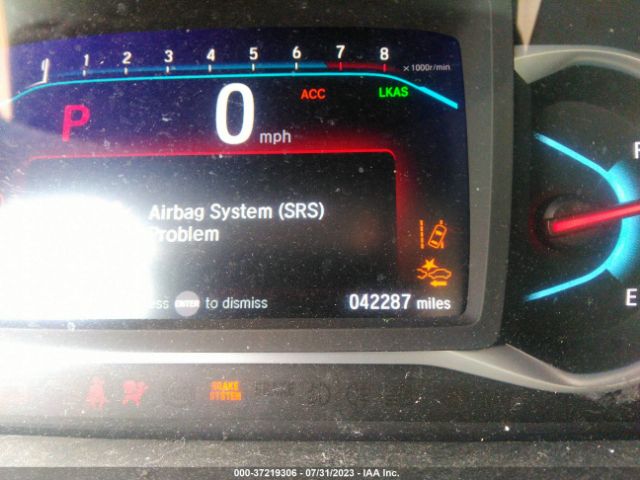 1 2 3 4 5 6 7 8 ×1000r/min
P 0 mph ACC LKAS
Airbag System (SRS)
Problem
ENTER to dismiss
042287 miles
E
BRAKE
SYSTEM
000-37219306 - 07/31/2023 - IAA Inc.